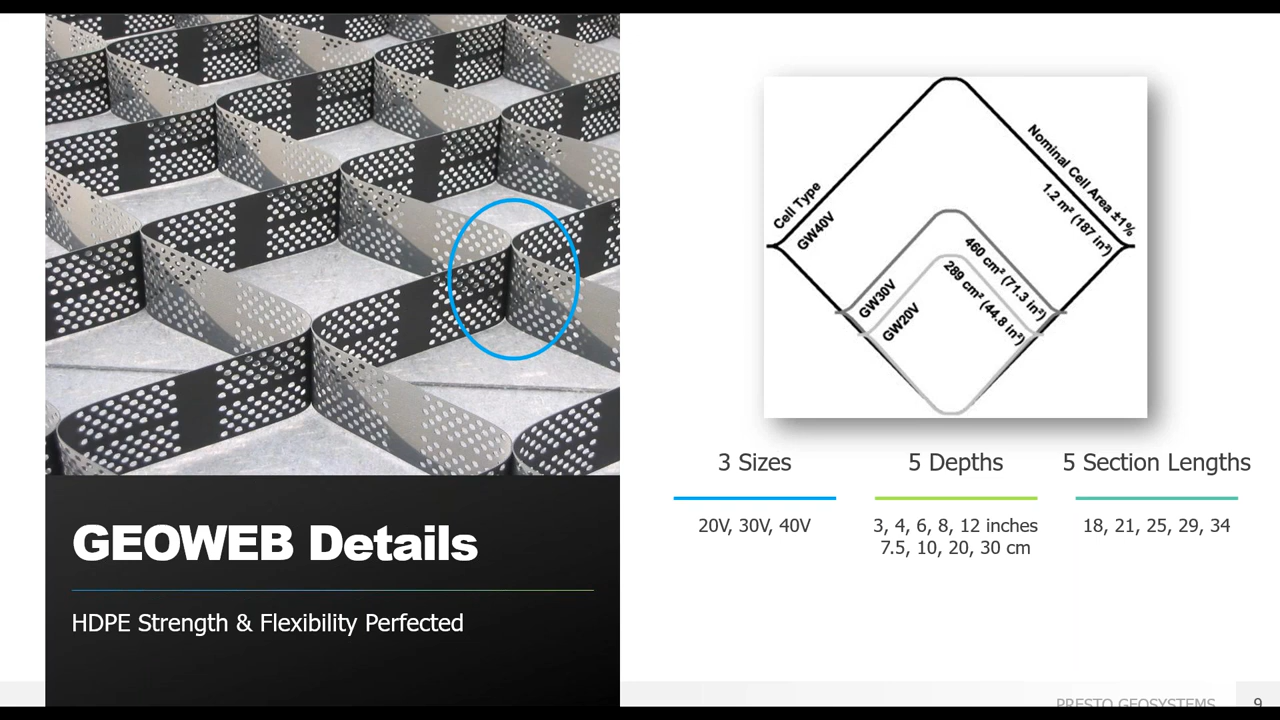 GEOWEB Details
HDPE Strength & Flexibility Perfected
Cell Type
Nominal Cell Area ±1%
GW40V
1.2 m² (187 in²)
GW30V
460 cm² (71.3 in²)
GW20V
289 cm² (44.8 in²)
3 Sizes
20V, 30V, 40V
5 Depths
3, 4, 6, 8, 12 inches
7.5, 10, 20, 30 cm
5 Section Lengths
18, 21, 25, 29, 34
PRESTO GEOSYSTEMS
9